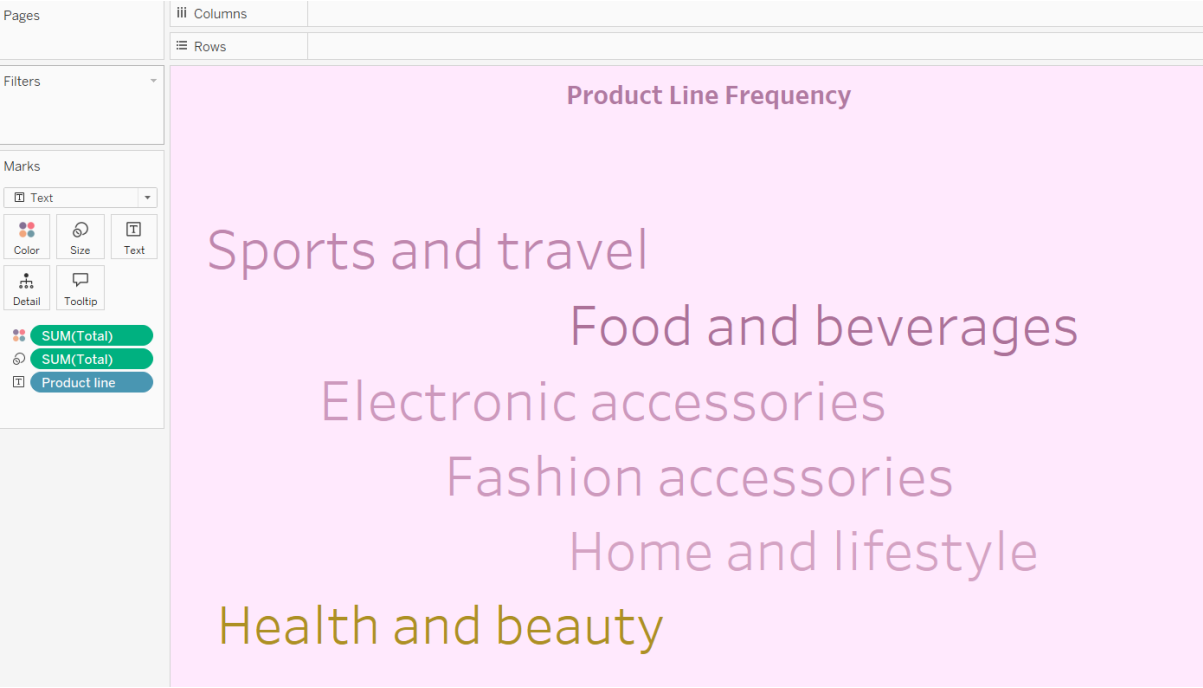 Pages
Columns
Rows
Filters
Product Line Frequency
Marks
Text
Color
Size
Text
Detail
Tooltip
SUM(Total)
SUM(Total)
Product line
Sports and travel
Food and beverages
Electronic accessories
Fashion accessories
Home and lifestyle
Health and beauty